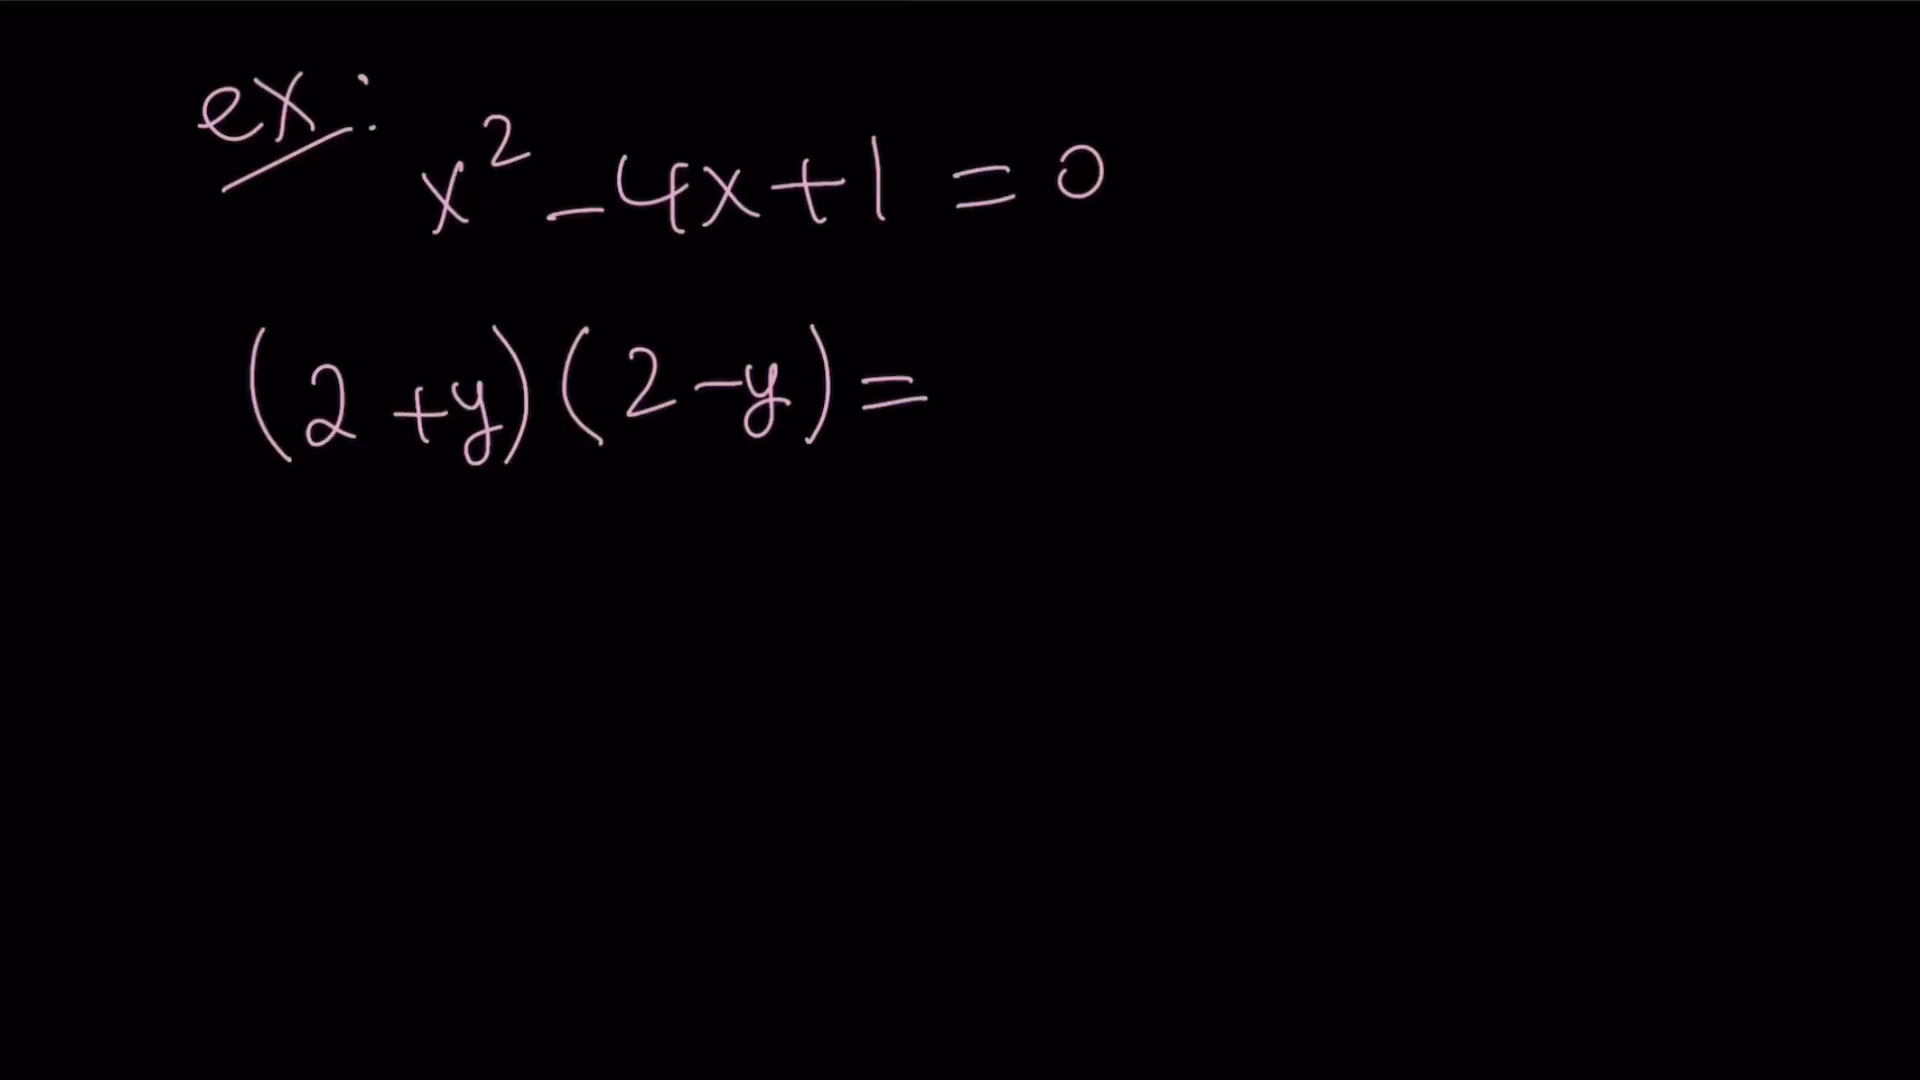 ex:
x² - 4x + 1 = 0
(2 + y)(2 - y) =